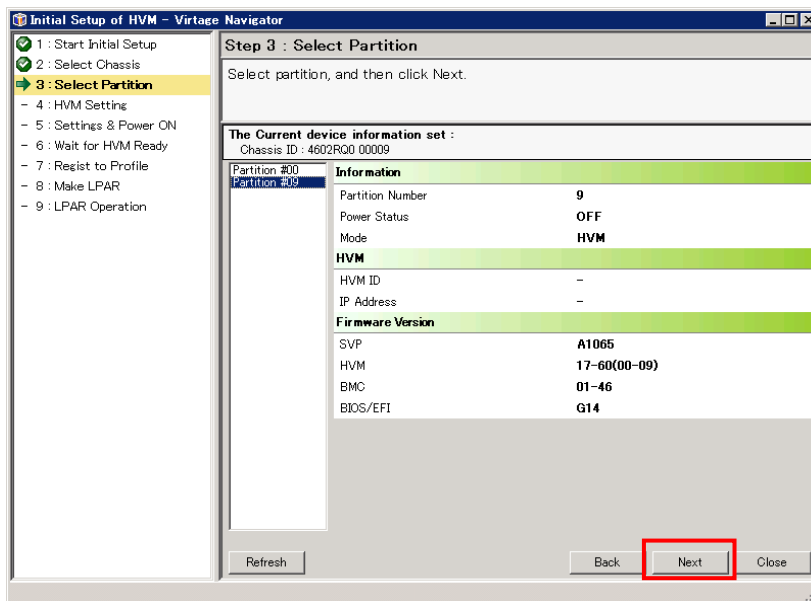 Initial Setup of HVM - Virtage Navigator
1 : Start Initial Setup
2 : Select Chassis
3 : Select Partition
- 4 : HVM Setting
- 5 : Settings & Power ON
- 6 : Wait for HVM Ready
- 7 : Regist to Profile
- 8 : Make LPAR
- 9 : LPAR Operation
Step 3 : Select Partition
Select partition, and then click Next.
The Current device information set :
Chassis ID : 4602RQ0 00009
Partition #00
Partition #09
Information
Partition Number 9
Power Status OFF
Mode HVM
HVM
HVM ID -
IP Address -
Firmware Version
SVP A1065
HVM 17-60(00-09)
BMC 01-46
BIOS/EFI G14
Refresh Back Next Close